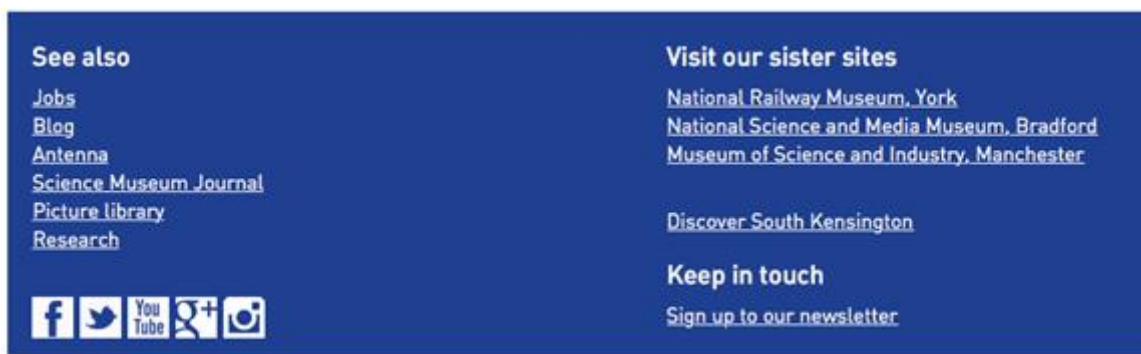 See also
Jobs
Blog
Antenna
Science Museum Journal
Picture library
Research
You
Tube
g+
Visit our sister sites
National Railway Museum, York
National Science and Media Museum, Bradford
Museum of Science and Industry, Manchester
Discover South Kensington
Keep in touch
Sign up to our newsletter